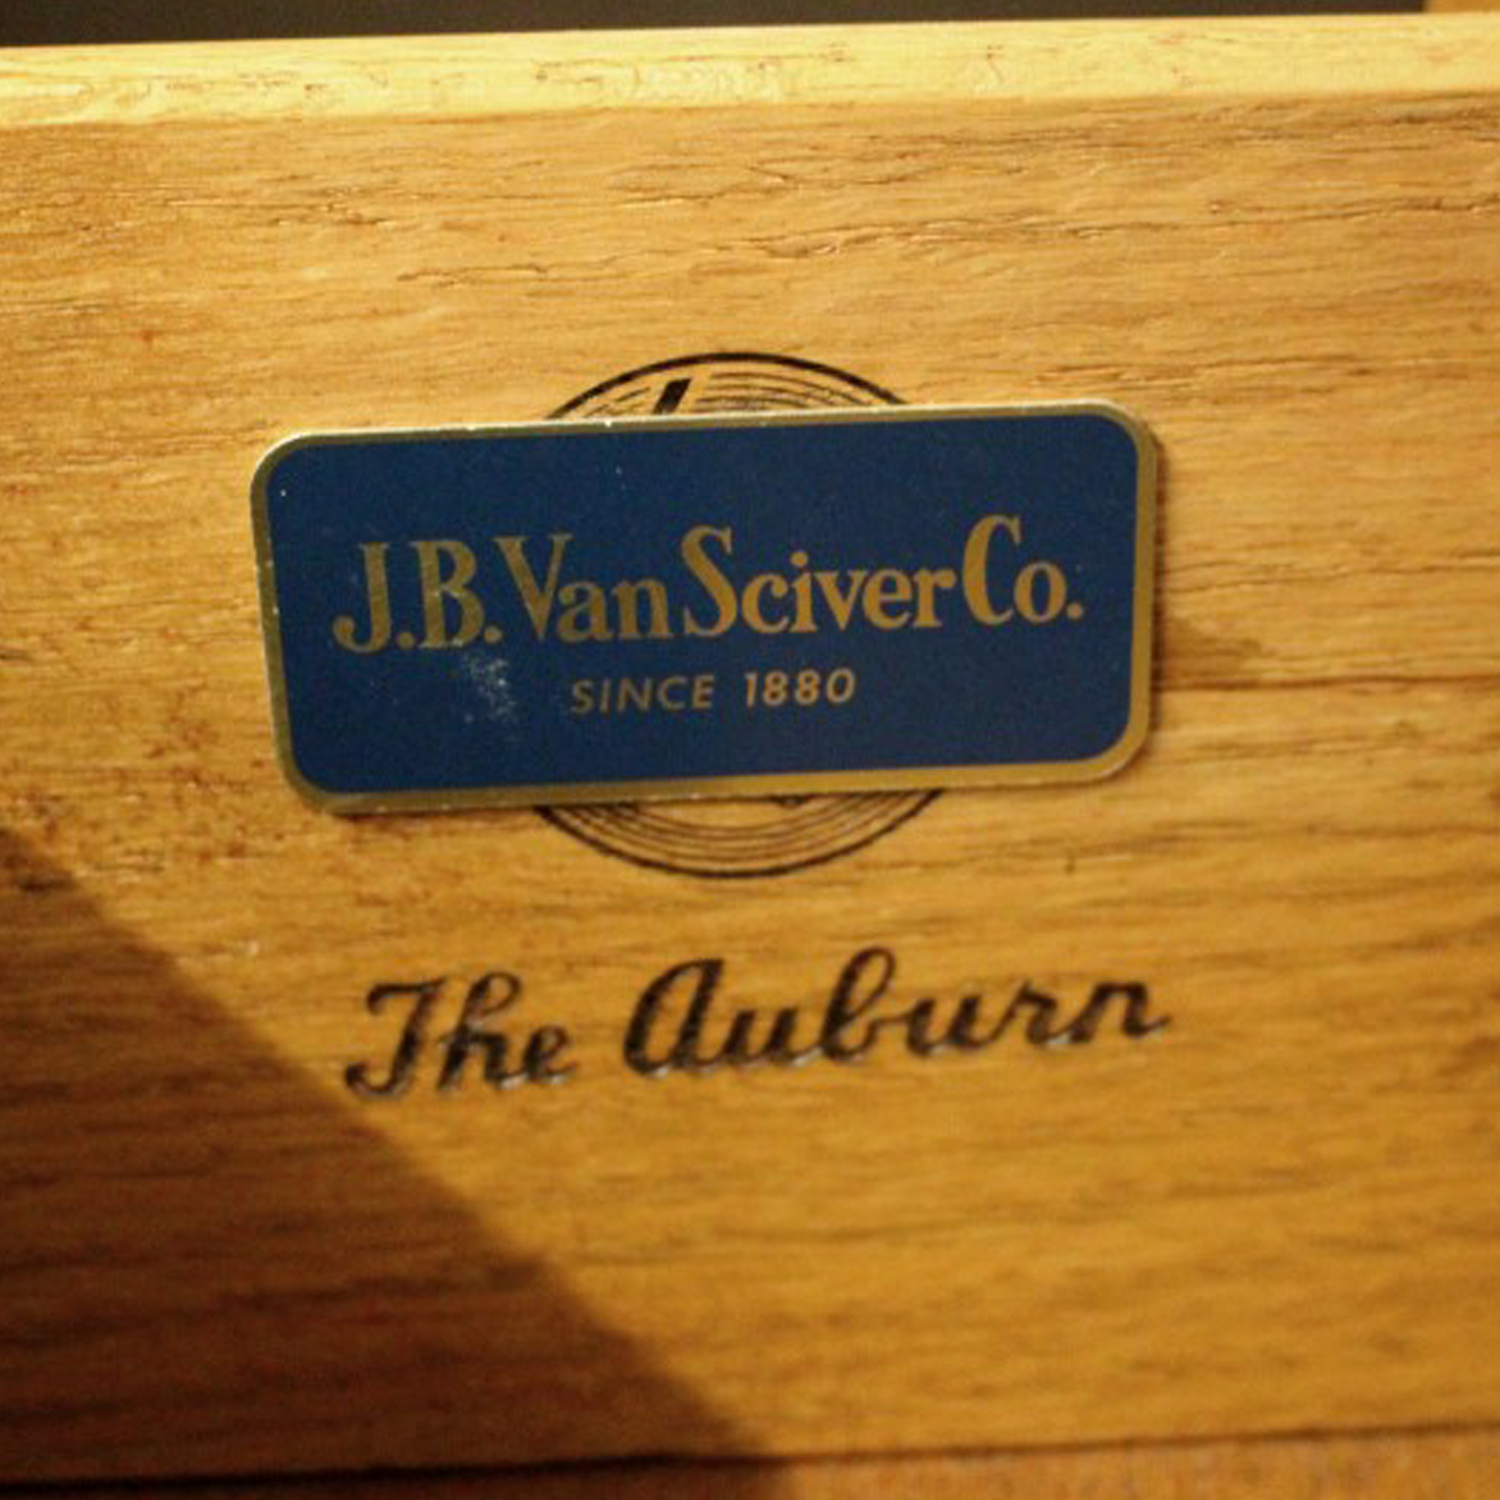 J.B. Van Sciver Co.
SINCE 1880
The Auburn